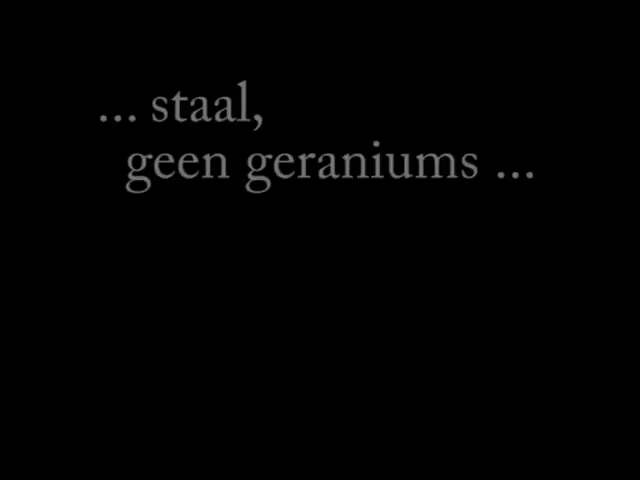 ... staal,
geen geraniums ...